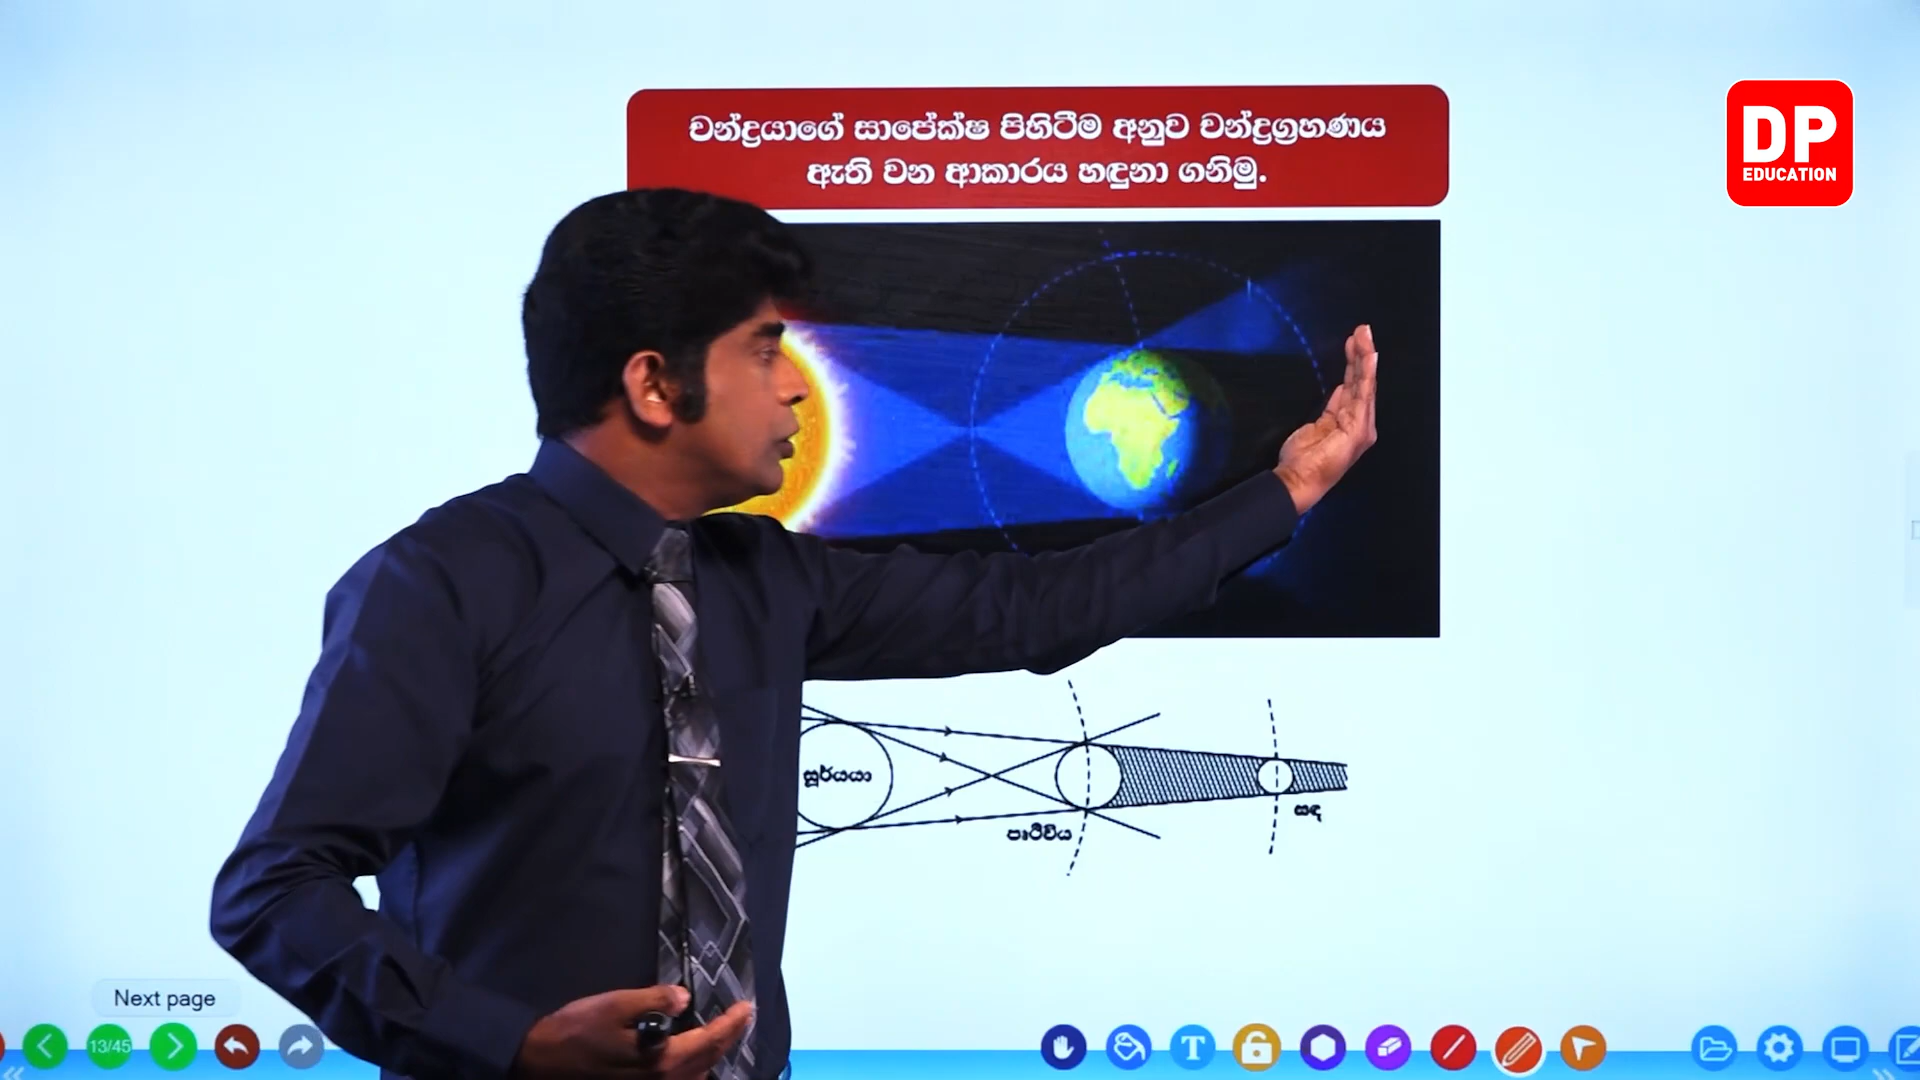 චන්ද්‍රයාගේ සාපේක්ෂ පිහිටීම අනුව චන්ද්‍රග්‍රහණය
ඇති වන ආකාරය හඳුනා ගනිමු.
DP
EDUCATION
සූර්යයා
පෘථිවිය
සඳ
Next page
13/45
T